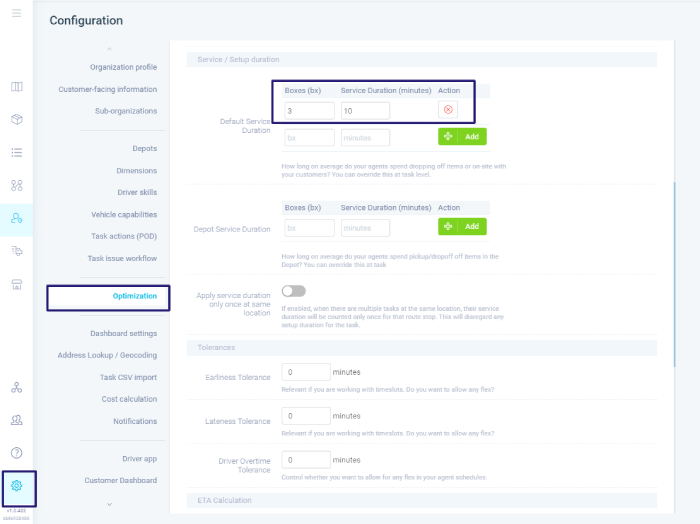 Configuration
Organization profile
Customer-facing information
Sub-organizations
Depots
Dimensions
Driver skills
Vehicle capabilities
Task actions (POD)
Task issue workflow
Optimization
Dashboard settings
Address Lookup / Geocoding
Task CSV import
Cost calculation
Notifications
Driver app
Customer Dashboard
v1.0.403
Service / Setup duration
Default Service
Duration
Boxes (bx) Service Duration (minutes) Action
3 10
bx minutes Add
How long on average do your agents spend dropping off items or on-site with
your customers? You can override this at task level.
Depot Service Duration
Boxes (bx) Service Duration (minutes) Action
bx minutes Add
How long on average do your agents spend pickup/dropoff off items in the
Depot? You can override this at task
Apply service duration
only once at same
location
If enabled, when there are multiple tasks at the same location, their service
duration will be counted only once for that route stop. This will disregard any
setup duration for the task.
Tolerances
Earliness Tolerance
0 minutes
Relevant if you are working with timeslots. Do you want to allow any flex?
Lateness Tolerance
0 minutes
Relevant if you are working with timeslots. Do you want to allow any flex?
Driver Overtime
Tolerance
0 minutes
Control whether you want to allow for any flex in your agent schedules.
ETA Calculation